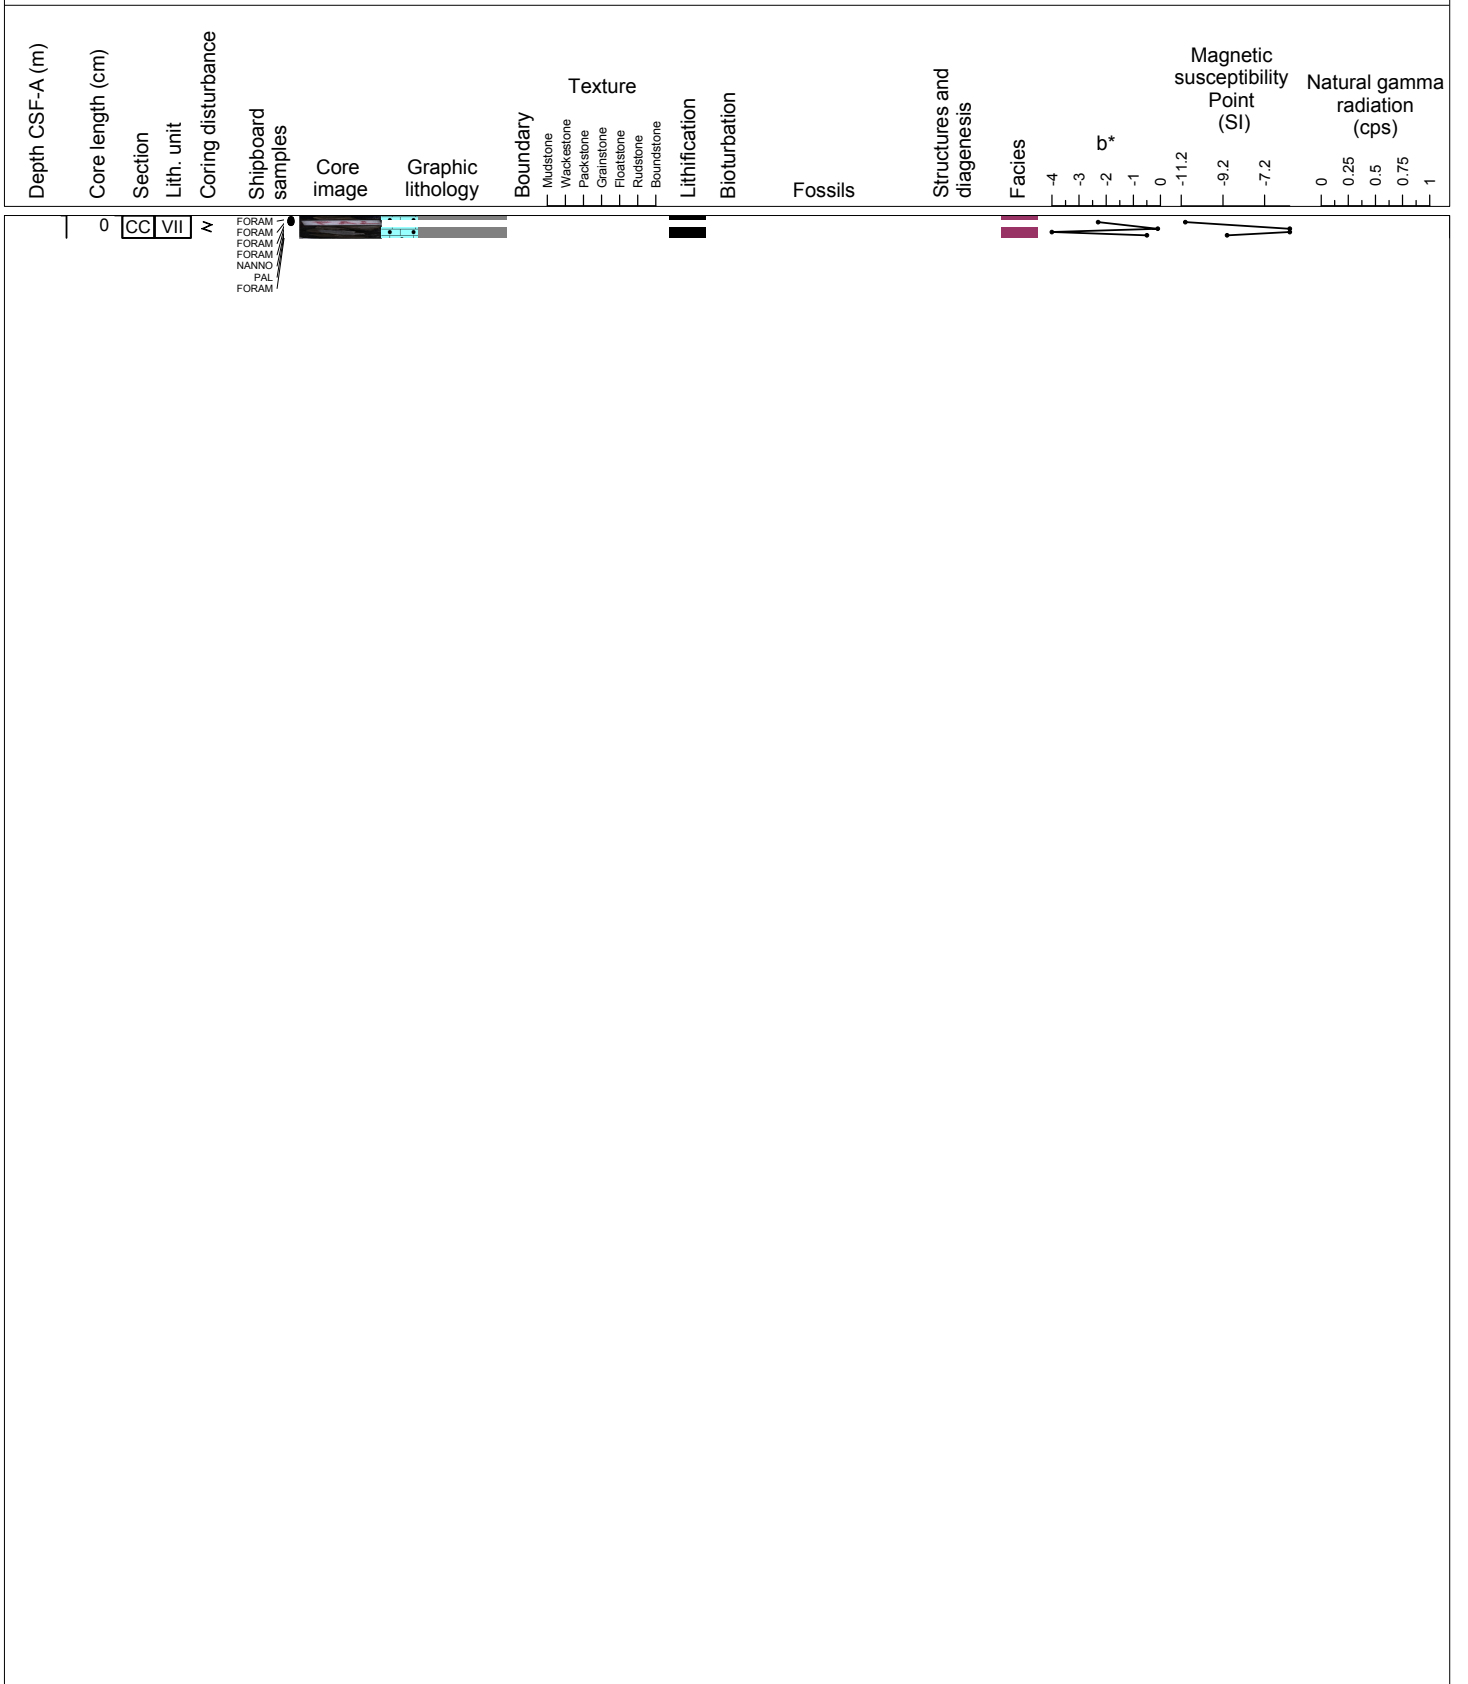 Depth CSF-A (m)
Core length (cm)
Section
Lith. unit
Coring disturbance
Shipboard
samples
Core
image
Graphic
lithology
Boundary
Texture
Mudstone
Wackestone
Packstone
Grainstone
Floatstone
Rudstone
Boundstone
Lithification
Bioturbation
Fossils
Structures and
diagenesis
Facies
b*
-4
-3
-2
-1
0
Magnetic
susceptibility
Point
(SI)
-11.2
-9.2
-7.2
Natural gamma
radiation
(cps)
0
0.25
0.5
0.75
1
0
CC
VII
FORAM
FORAM
FORAM
FORAM
NANNO
PAL
FORAM